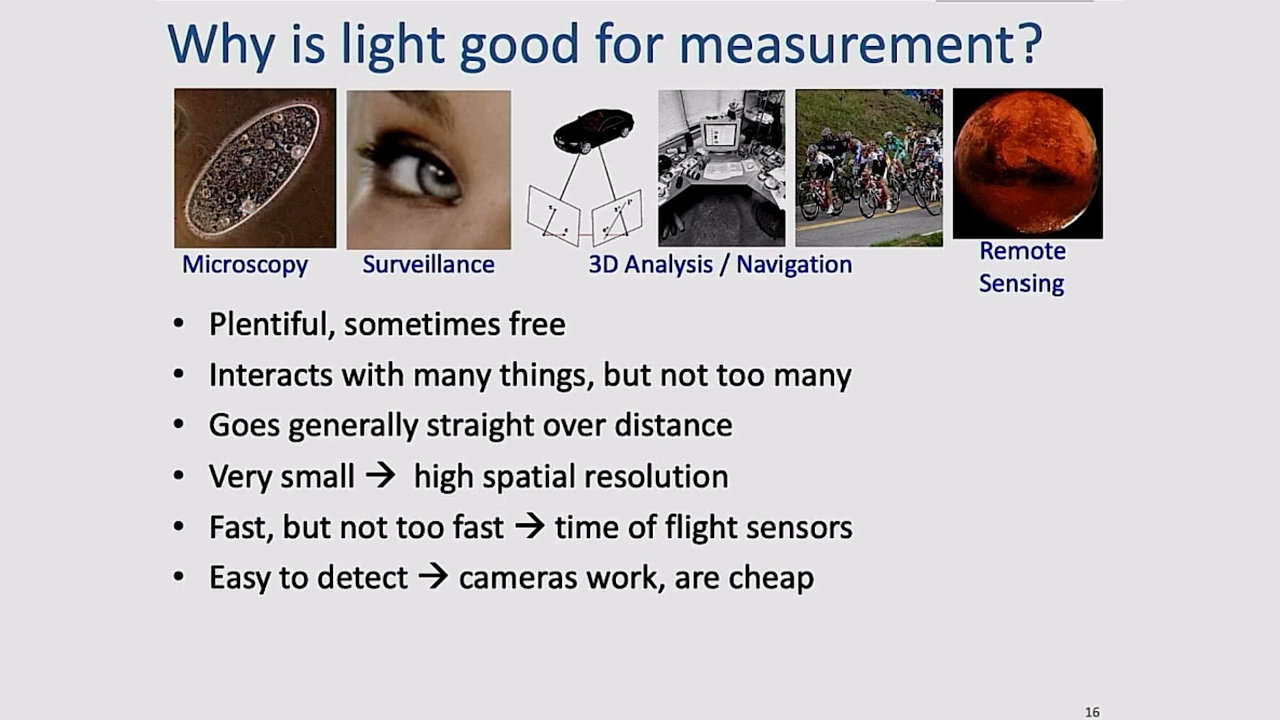 Why is light good for measurement?
Microscopy
Surveillance
3D Analysis / Navigation
Remote
Sensing
• Plentiful, sometimes free
• Interacts with many things, but not too many
• Goes generally straight over distance
• Very small → high spatial resolution
• Fast, but not too fast → time of flight sensors
• Easy to detect → cameras work, are cheap
16